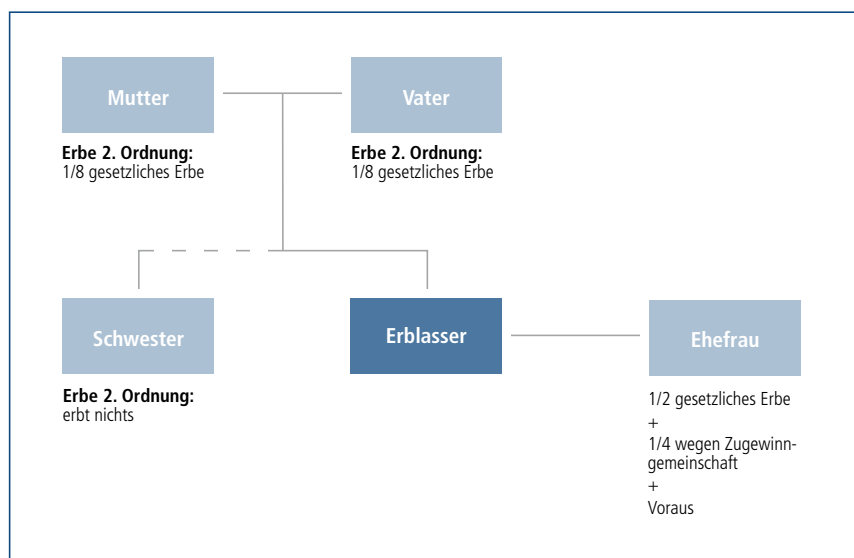 Mutter
Vater
Erbe 2. Ordnung:
1/8 gesetzliches Erbe
Erbe 2. Ordnung:
1/8 gesetzliches Erbe
Schwester
Erblasser
Ehefrau
Erbe 2. Ordnung:
erbt nichts
1/2 gesetzliches Erbe
+
1/4 wegen Zugewinn-
gemeinschaft
+
Voraus